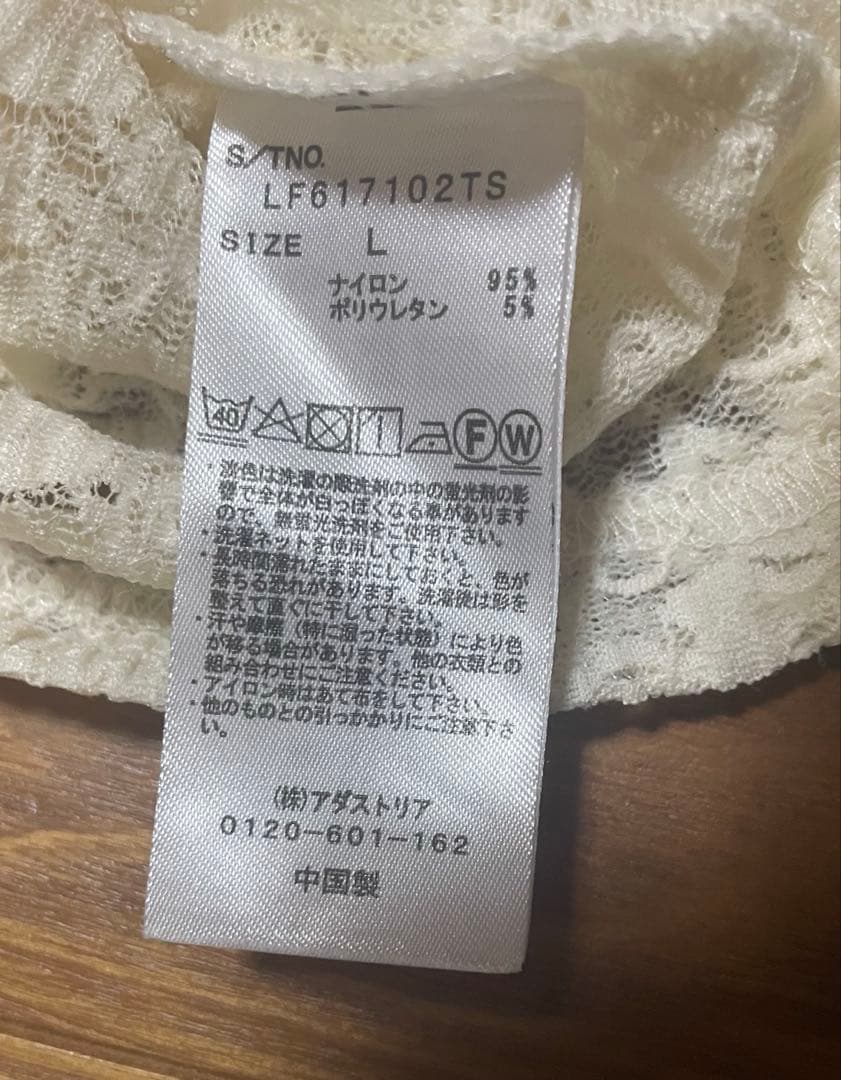 S/TNO.
LF617102TS
SIZE L
ナイロン 95%
ポリウレタン 5%
40 F W
・淡色は洗濯の際洗剤の中の蛍光剤の影
響で全体が白っぽくなる事があります
ので、無蛍光洗剤をご使用下さい。
・洗濯ネットを使用して下さい。
・長時間濡れたままにしておくと、色が
落ちる恐れがあります。洗濯後は形を
整えて直ぐに干して下さい。
・汗や摩擦(特に湿った状態)により色
が移る場合があります。他の衣類との
組み合わせにご注意ください。
・アイロン時はあて布をして下さい。
・他のものとの引っかかりにご注意下さ
い。
(株)アダストリア
0120-601-162
中国製